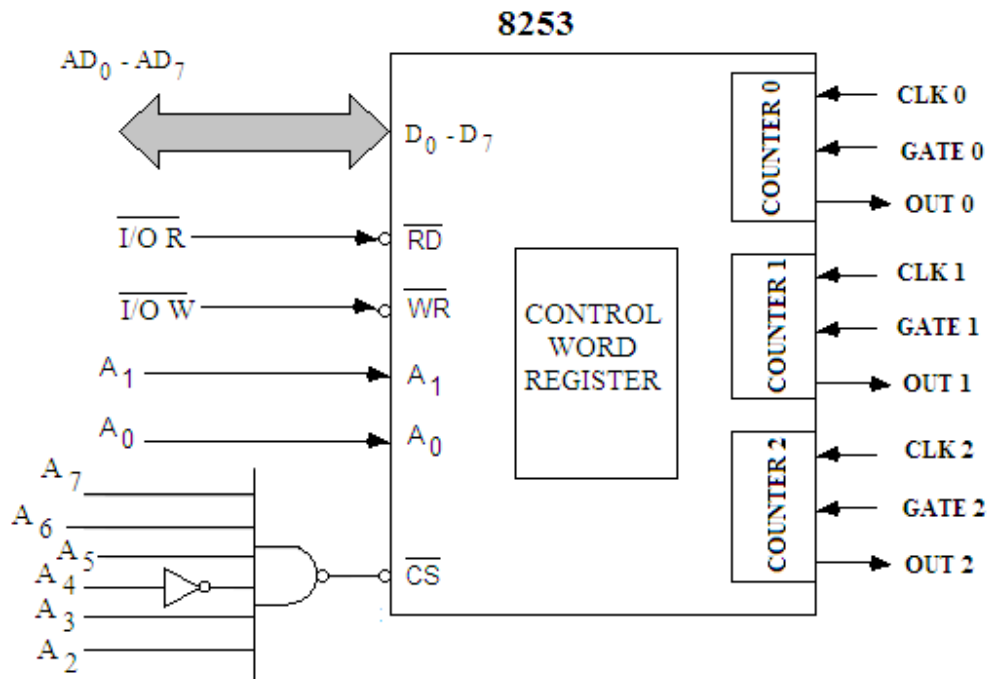 8253
AD₀ - AD₇
D₀ - D₇
I/O R
RD
I/O W
WR
A₁
A₁
A₀
A₀
A₇
A₆
A₅
A₄
A₃
A₂
CS
CONTROL
WORD
REGISTER
COUNTER 0
CLK 0
GATE 0
OUT 0
COUNTER 1
CLK 1
GATE 1
OUT 1
COUNTER 2
CLK 2
GATE 2
OUT 2